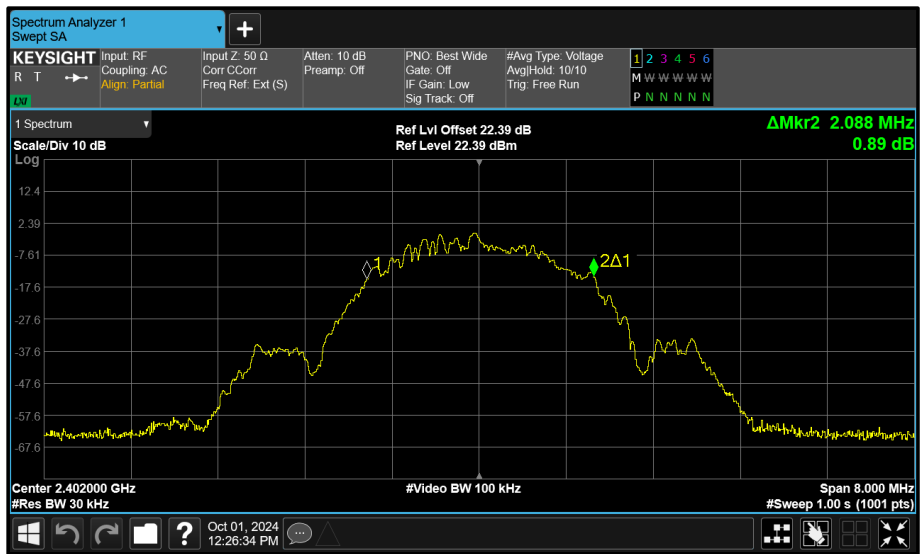 Spectrum Analyzer 1
Swept SA
+
KEYSIGHT
R T
LXI
Input: RF
Coupling: AC
Align: Partial
Input Z: 50 Ω
Corr CCorr
Freq Ref: Ext (S)
Atten: 10 dB
Preamp: Off
PNO: Best Wide
Gate: Off
IF Gain: Low
Sig Track: Off
#Avg Type: Voltage
Avg|Hold: 10/10
Trig: Free Run
1 2 3 4 5 6
M W W W W W
P N N N N N
1 Spectrum
Scale/Div 10 dB
Ref Lvl Offset 22.39 dB
Ref Level 22.39 dBm
ΔMkr2 2.088 MHz
0.89 dB
Log
12.4
2.39
-7.61
-17.6
-27.6
-37.6
-47.6
-57.6
-67.6
1
2Δ1
Center 2.402000 GHz
#Video BW 100 kHz
Span 8.000 MHz
#Res BW 30 kHz
#Sweep 1.00 s (1001 pts)
?
Oct 01, 2024
12:26:34 PM